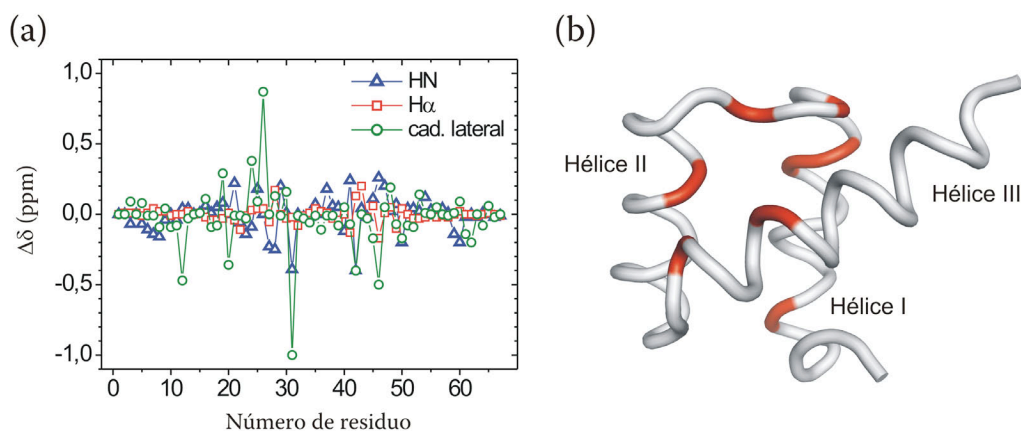 (a)
1,0
0,5
0,0
-0,5
-1,0
Δδ (ppm)
HN
Hα
cad. lateral
0
10
20
30
40
50
60
Número de residuo
(b)
Hélice II
Hélice III
Hélice I